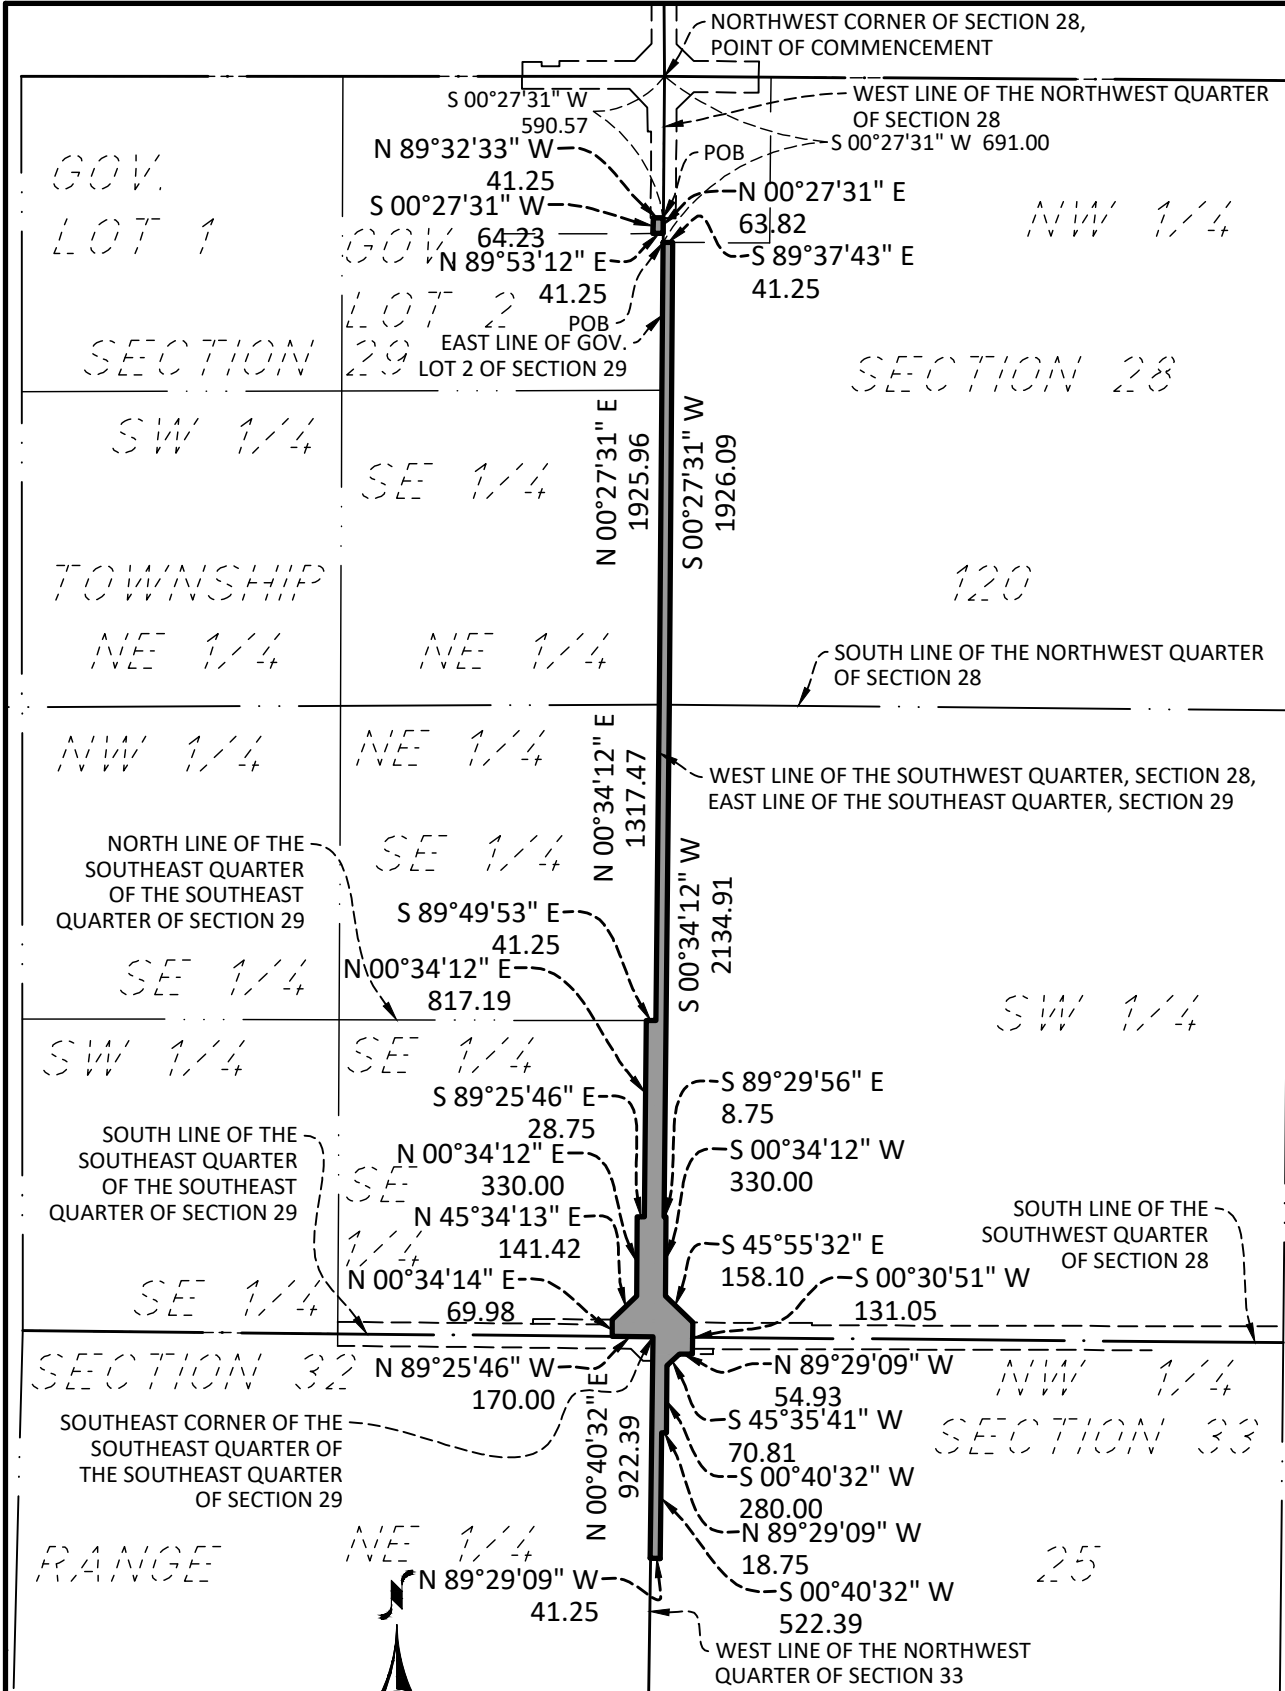 NORTHWEST CORNER OF SECTION 28,
POINT OF COMMENCEMENT
S 00°27'31" W
590.57
WEST LINE OF THE NORTHWEST QUARTER
OF SECTION 28
S 00°27'31" W 691.00
N 89°32'33" W
41.25
POB
GOV.
LOT 1
S 00°27'31" W
64.23
N 00°27'31" E
63.82
NW 1/4
GOV.
LOT 2
N 89°53'12" E
41.25
S 89°37'43" E
41.25
POB
EAST LINE OF GOV.
LOT 2 OF SECTION 29
SECTION 29
SECTION 28
SW 1/4
SE 1/4
N 00°27'31" E
1925.96
S 00°27'31" W
1926.09
TOWNSHIP
120
NE 1/4
NE 1/4
SOUTH LINE OF THE NORTHWEST QUARTER
OF SECTION 28
NW 1/4
NE 1/4
N 00°34'12" E
1317.47
WEST LINE OF THE SOUTHWEST QUARTER, SECTION 28,
EAST LINE OF THE SOUTHEAST QUARTER, SECTION 29
NORTH LINE OF THE
SOUTHEAST QUARTER
OF THE SOUTHEAST
QUARTER OF SECTION 29
SE 1/4
S 00°34'12" W
2134.91
S 89°49'53" E
41.25
SE 1/4
N 00°34'12" E
817.19
SW 1/4
SW 1/4
SE 1/4
S 89°25'46" E
28.75
S 89°29'56" E
8.75
SOUTH LINE OF THE
SOUTHEAST QUARTER
OF THE SOUTHEAST
QUARTER OF SECTION 29
N 00°34'12" E
330.00
S 00°34'12" W
330.00
SE
1/4
N 45°34'13" E
141.42
SOUTH LINE OF THE
SOUTHWEST QUARTER
OF SECTION 28
S 45°55'32" E
158.10
SE 1/4
N 00°34'14" E
69.98
S 00°30'51" W
131.05
SECTION 32
N 89°25'46" W
170.00
N 89°29'09" W
54.93
NW 1/4
SECTION 33
SOUTHEAST CORNER OF THE
SOUTHEAST QUARTER OF
THE SOUTHEAST QUARTER
OF SECTION 29
N 00°40'32" E
922.39
S 45°35'41" W
70.81
S 00°40'32" W
280.00
N 89°29'09" W
18.75
RANGE
NE 1/4
25
N
N 89°29'09" W
41.25
S 00°40'32" W
522.39
WEST LINE OF THE NORTHWEST
QUARTER OF SECTION 33